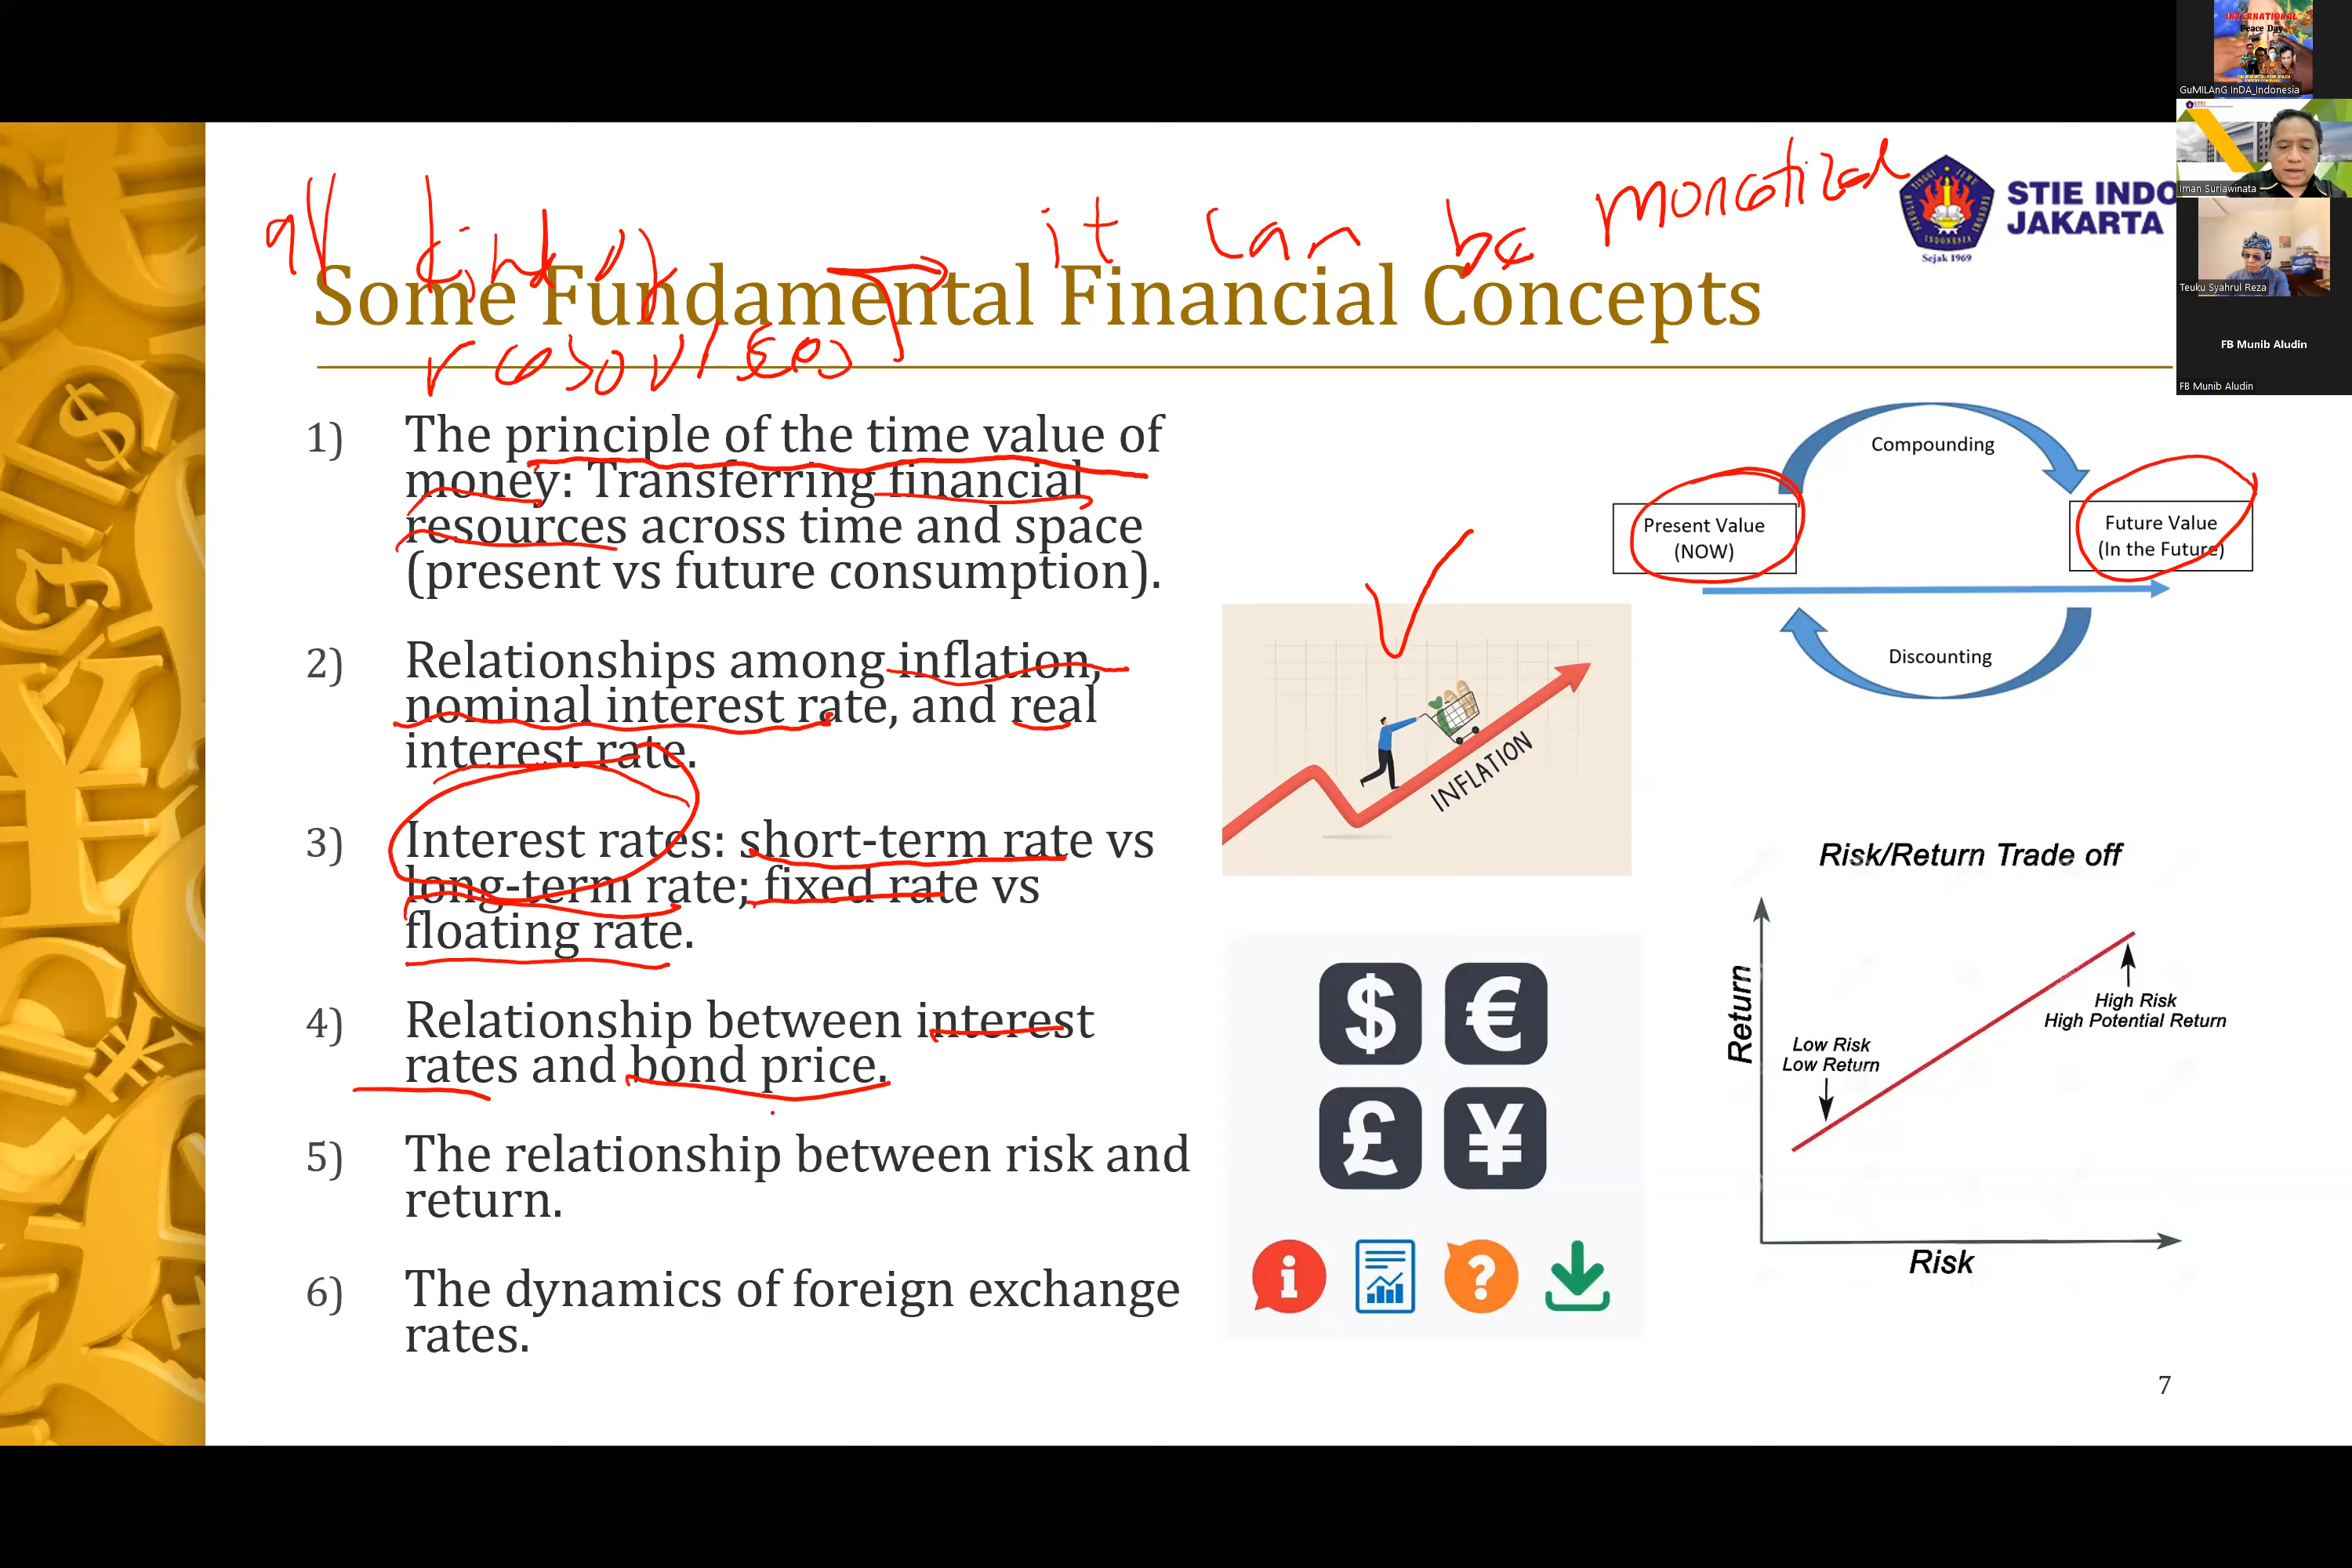 INTERNATIONAL
Peace Day
GuMILAnG InDA_Indonesia
Iman Suriawinata
Teuku Syahrul Reza
FB Munib Aludin
FB Munib Aludin
all kind of
resourses
it can be monetized
STIE INDO
JAKARTA
Sejak 1969
Some Fundamental Financial Concepts
1) The principle of the time value of
money: Transferring financial
resources across time and space
(present vs future consumption).
2) Relationships among inflation,
nominal interest rate, and real
interest rate.
3) Interest rates: short-term rate vs
long-term rate; fixed rate vs
floating rate.
4) Relationship between interest
rates and bond price.
5) The relationship between risk and
return.
6) The dynamics of foreign exchange
rates.
INFLATION
$ €
£ ¥
i ?
Compounding
Present Value
(NOW)
Future Value
(In the Future)
Discounting
Risk/Return Trade off
Return
High Risk
High Potential Return
Low Risk
Low Return
Risk
7